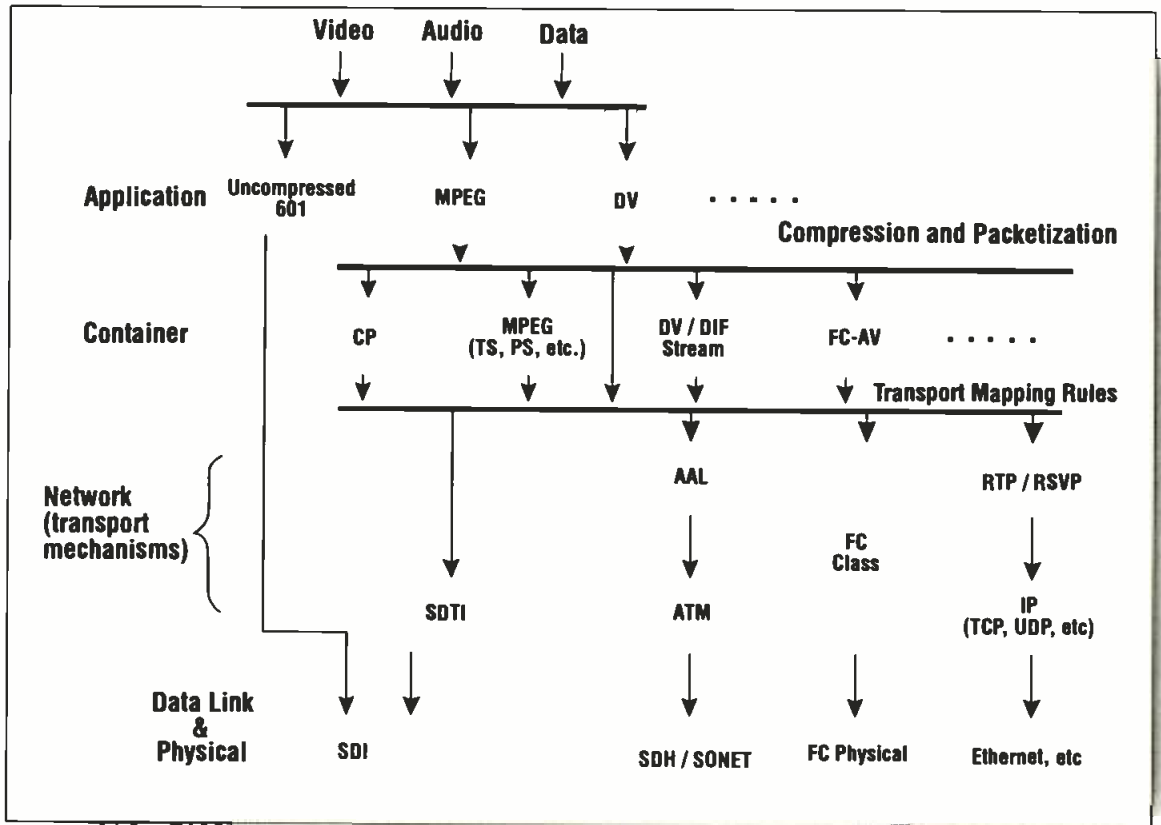 Video Audio Data
Application
Uncompressed
601
MPEG
DV
. . . . .
Compression and Packetization
Container
CP
MPEG
(TS, PS, etc.)
DV / DIF
Stream
FC-AV
. . . . .
Transport Mapping Rules
Network
(transport
mechanisms)
AAL
RTP / RSVP
FC
Class
SDTI
ATM
IP
(TCP, UDP, etc)
Data Link
&
Physical
SDI
SDH / SONET
FC Physical
Ethernet, etc